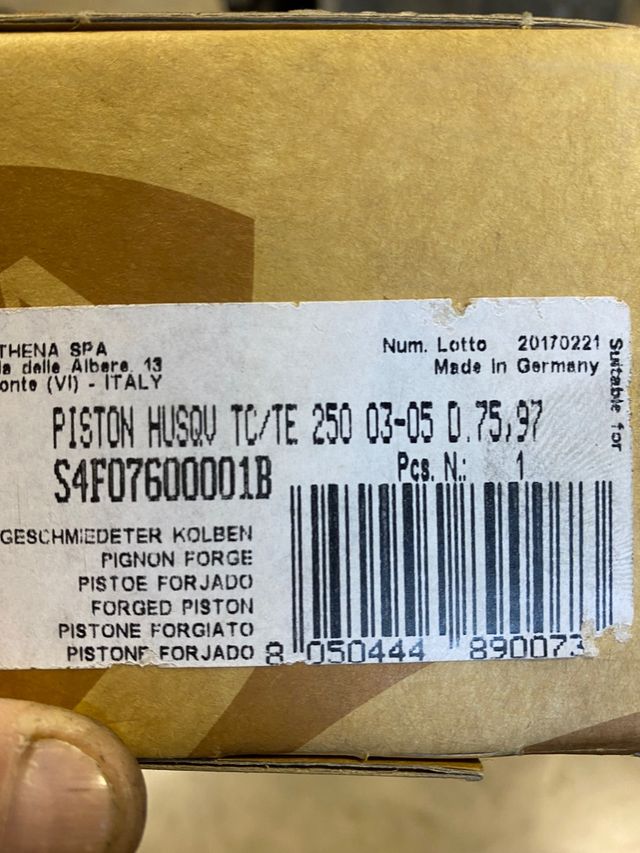 THENA SPA
la delle Albere, 13
onte (VI) - ITALY
Num. Lotto 20170221
Made In Germany
Suitable for
PISTON HUSQV TC/TE 250 03-05 D.75,97
S4F07600001B
Pcs. N.: 1
GESCHMIEDETER KOLBEN
PIGNON FORGE
PISTOE FORJADO
FORGED PISTON
PISTONE FORGIATO
PISTONE FORJADO
8 050444 890073